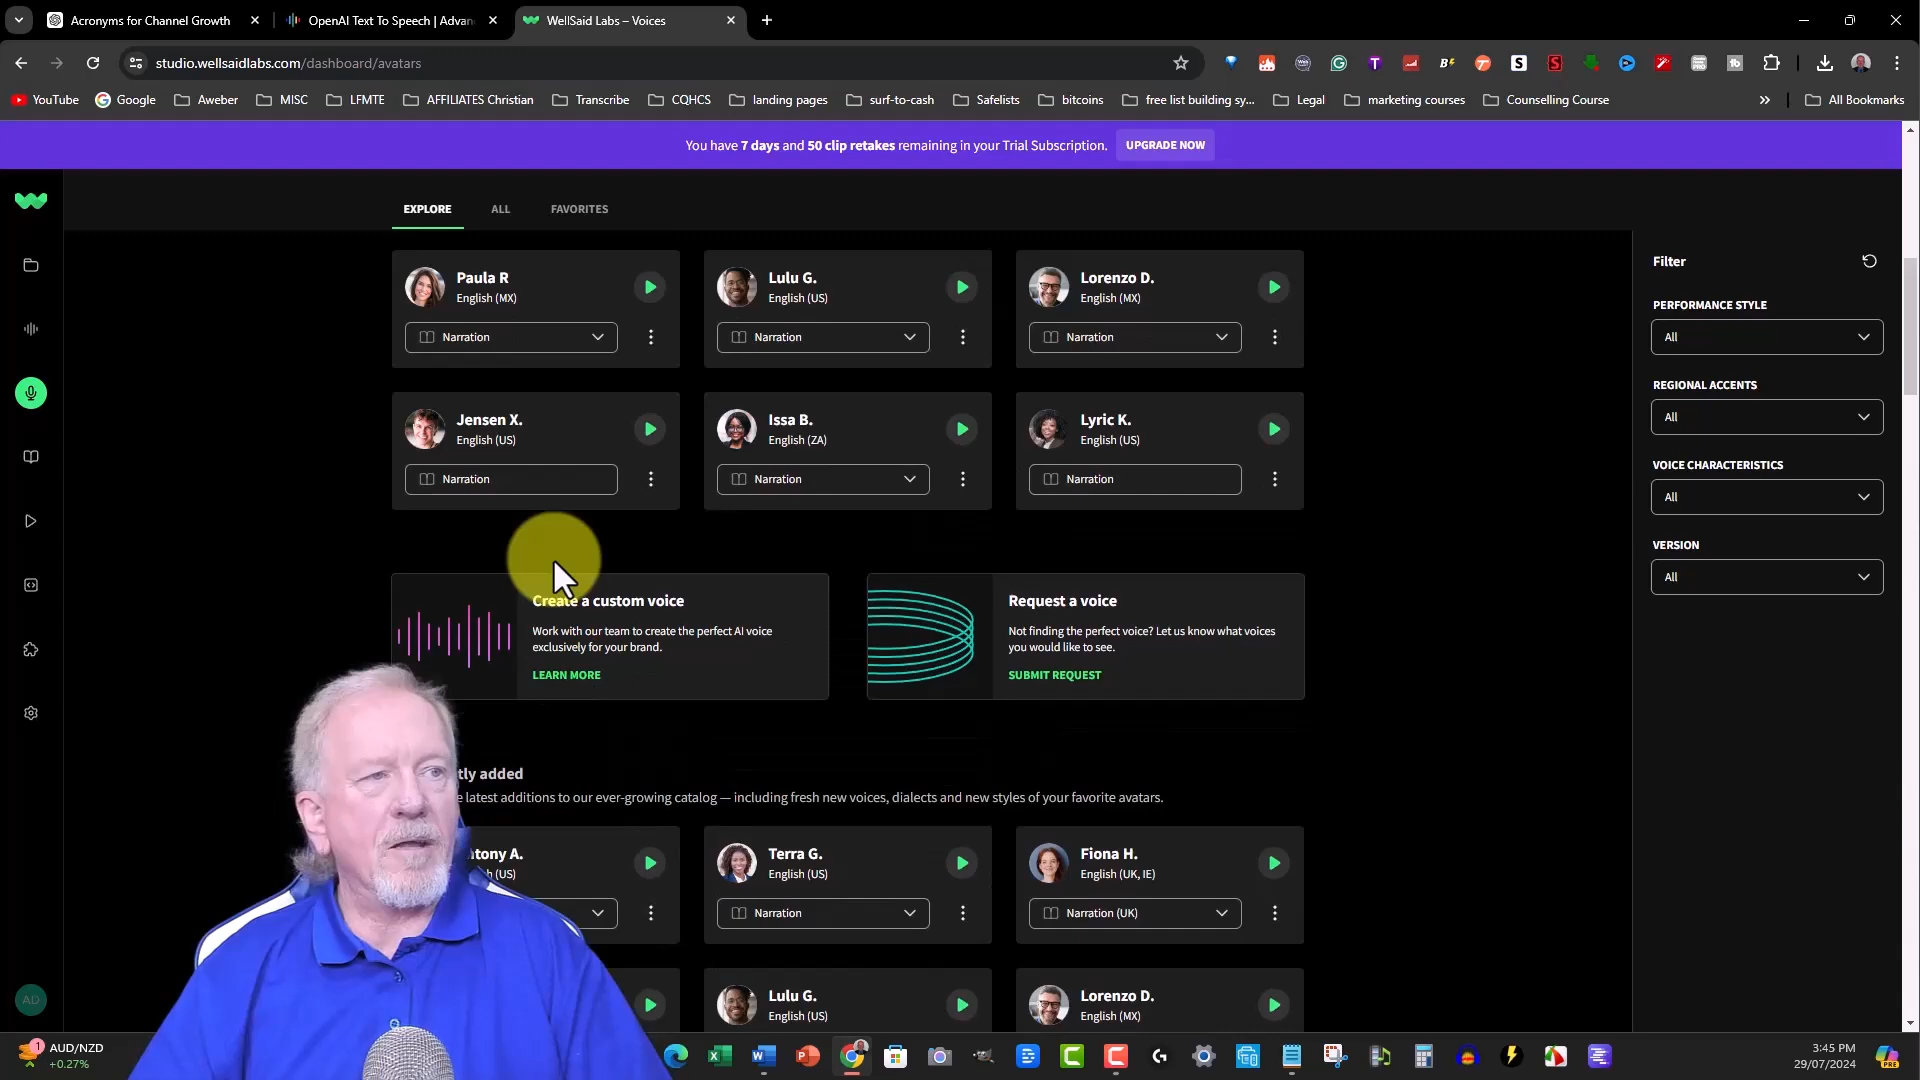 Acronyms for Channel Growth
OpenAI Text To Speech | Advan
WellSaid Labs – Voices
studio.wellsaidlabs.com/dashboard/avatars
YouTube
Google
Aweber
MISC
LFMTE
AFFILIATES Christian
Transcribe
CQHCS
landing pages
surf-to-cash
Safelists
bitcoins
free list building sy...
Legal
marketing courses
Counselling Course
All Bookmarks
You have 7 days and 50 clip retakes remaining in your Trial Subscription.
UPGRADE NOW
EXPLORE
ALL
FAVORITES
Paula R
English (MX)
Narration
Lulu G.
English (US)
Narration
Lorenzo D.
English (MX)
Narration
Jensen X.
English (US)
Narration
Issa B.
English (ZA)
Narration
Lyric K.
English (US)
Narration
Filter
PERFORMANCE STYLE
All
REGIONAL ACCENTS
All
VOICE CHARACTERISTICS
All
VERSION
All
Create a custom voice
Work with our team to create the perfect AI voice
exclusively for your brand.
LEARN MORE
Request a voice
Not finding the perfect voice? Let us know what voices
you would like to see.
SUBMIT REQUEST
tly added
e latest additions to our ever-growing catalog — including fresh new voices, dialects and new styles of your favorite avatars.
ntony A.
h (US)
Terra G.
English (US)
Narration
Fiona H.
English (UK, IE)
Narration (UK)
Lulu G.
English (US)
Lorenzo D.
English (MX)
AD
AUD/NZD
+0.27%
3:45 PM
29/07/2024